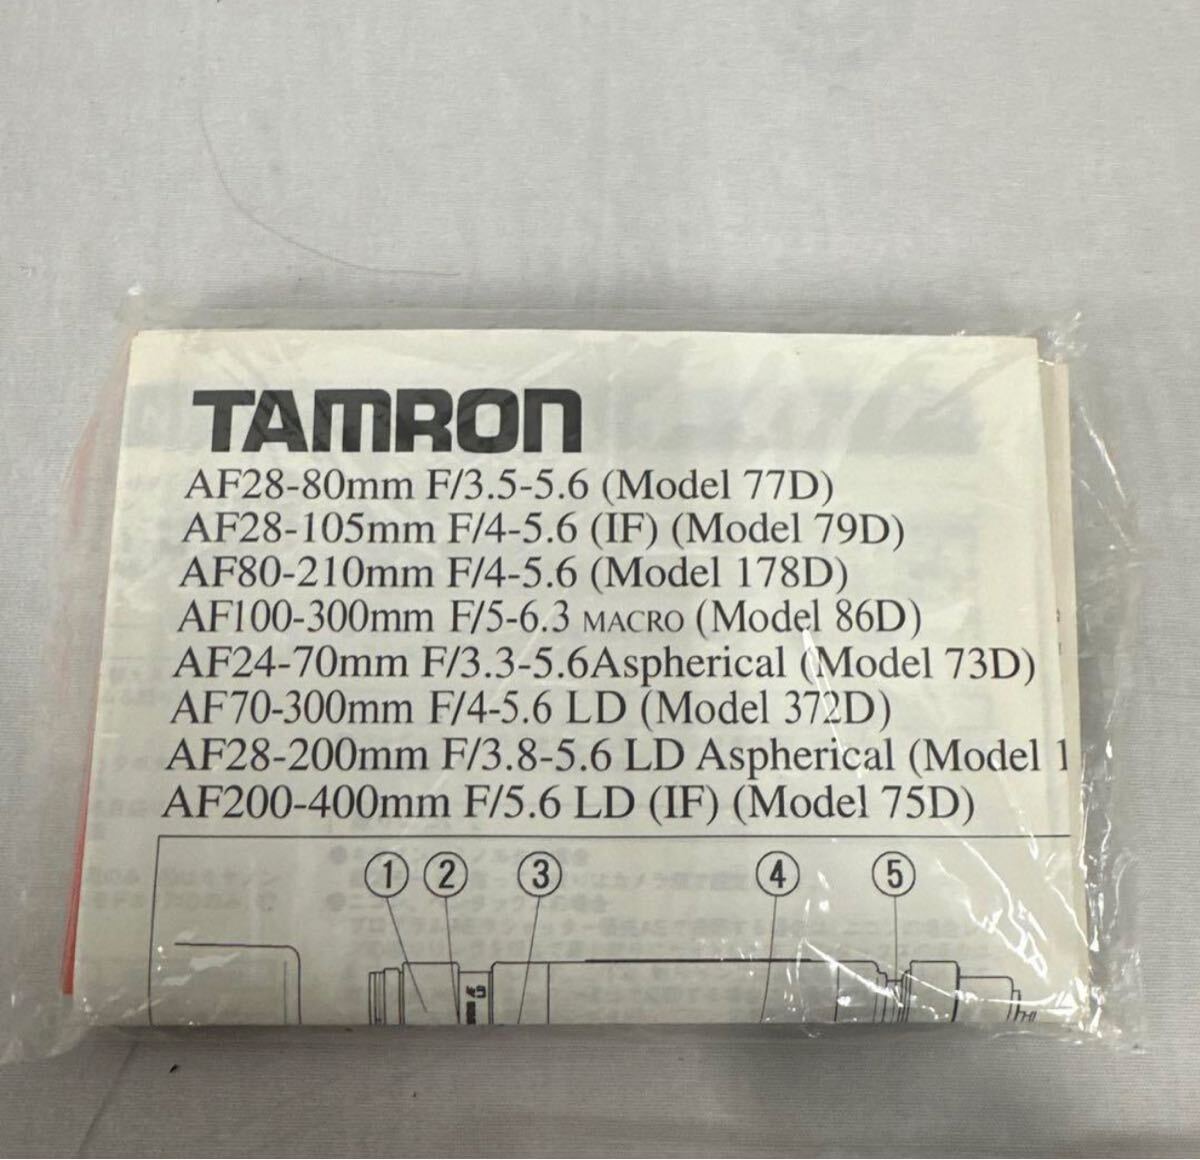 TAMRON
AF28-80mm F/3.5-5.6 (Model 77D)
AF28-105mm F/4-5.6 (IF) (Model 79D)
AF80-210mm F/4-5.6 (Model 178D)
AF100-300mm F/5-6.3 MACRO (Model 86D)
AF24-70mm F/3.3-5.6Aspherical (Model 73D)
AF70-300mm F/4-5.6 LD (Model 372D)
AF28-200mm F/3.8-5.6 LD Aspherical (Model 1
AF200-400mm F/5.6 LD (IF) (Model 75D)
① ② ③ ④ ⑤